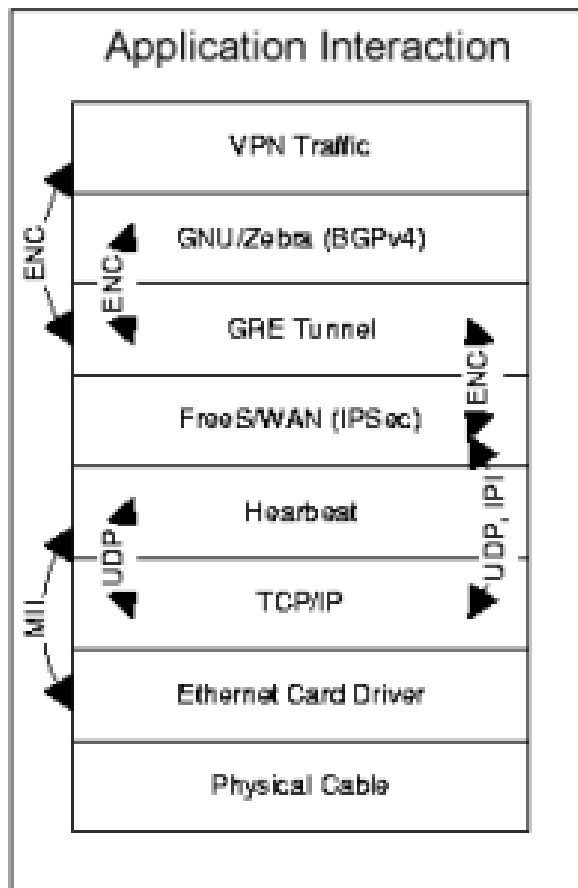 Application Interaction
VPN Traffic
ENC
GNU/Zebra (BGPv4)
ENC
GRE Tunnel
ENC
FreeS/WAN (IPSec)
Hearbeat
UDP
UDP, IPI
TCP/IP
MII
Ethernet Card Driver
Physical Cable